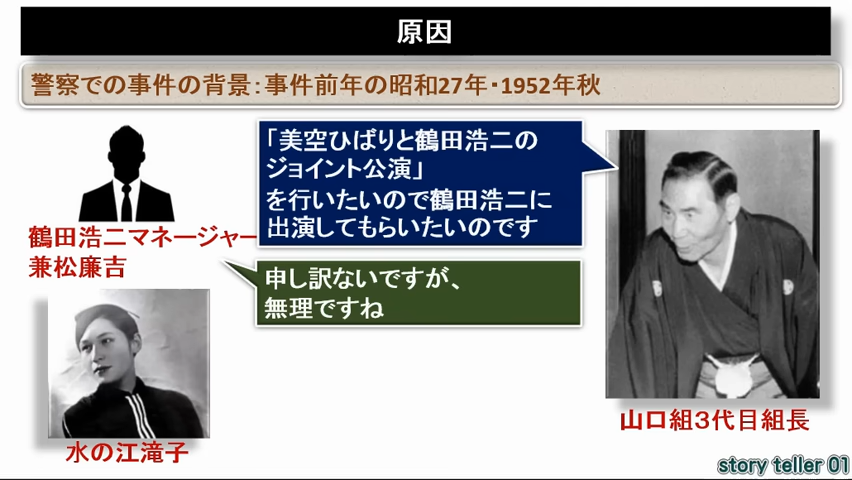 原因
警察での事件の背景：事件前年の昭和27年・1952年秋
「美空ひばりと鶴田浩二の
ジョイント公演」
を行いたいので鶴田浩二に
出演してもらいたいのです
鶴田浩二マネージャー
兼松廉吉
申し訳ないですが、
無理ですね
水の江滝子
山口組3代目組長
story teller 01